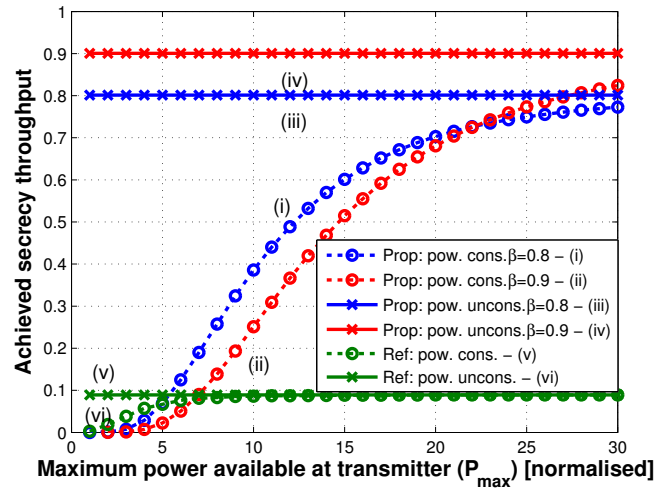 Achieved secrecy throughput
1
0.9
0.8
0.7
0.6
0.5
0.4
0.3
0.2
0.1
0
(iv)
(iii)
(i)
(ii)
(v)
(vi)
Prop: pow. cons.β=0.8 – (i)
Prop: pow. cons.β=0.9 – (ii)
Prop: pow uncons.β=0.8 – (iii)
Prop: pow. uncons.β=0.9 – (iv)
Ref: pow. cons. – (v)
Ref: pow. uncons. – (vi)
0 5 10 15 20 25 30
Maximum power available at transmitter (Pmax) [normalised]